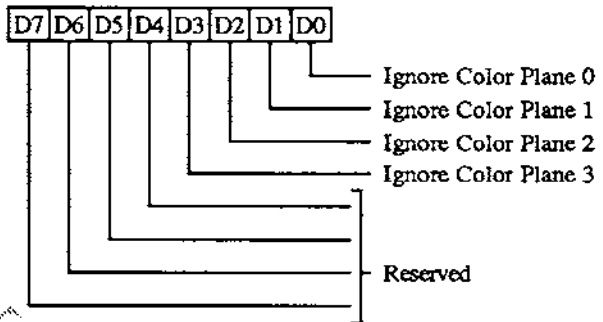 D7 D6 D5 D4 D3 D2 D1 D0
Ignore Color Plane 0
Ignore Color Plane 1
Ignore Color Plane 2
Ignore Color Plane 3
Reserved